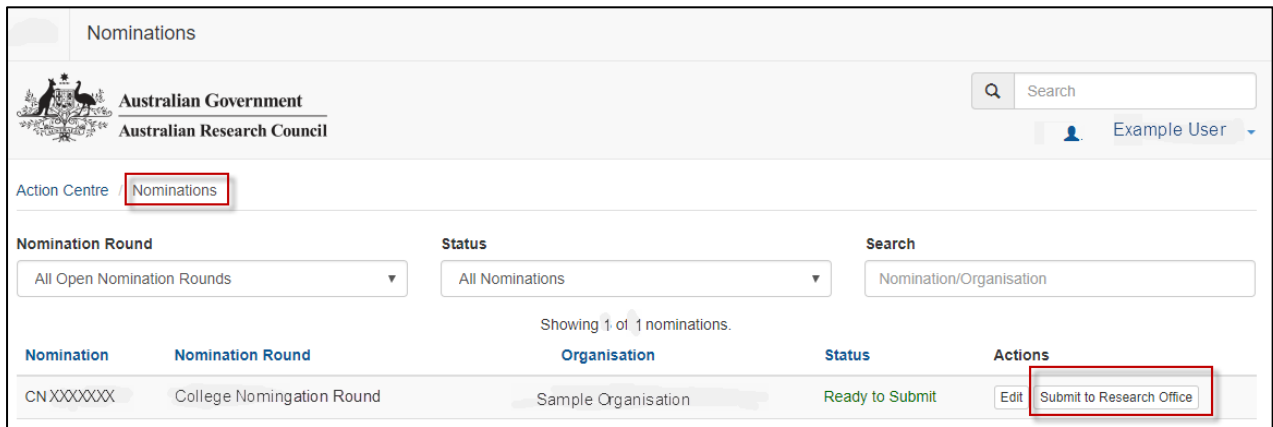 Nominations
Australian Government
Australian Research Council
Search
Example User
Action Centre / Nominations
Nomination Round Status Search
All Open Nomination Rounds All Nominations Nomination/Organisation
Showing 1 of 1 nominations.
Nomination Nomination Round Organisation Status Actions
CN XXXXXXX College Nomingation Round Sample Organisation Ready to Submit Edit Submit to Research Office